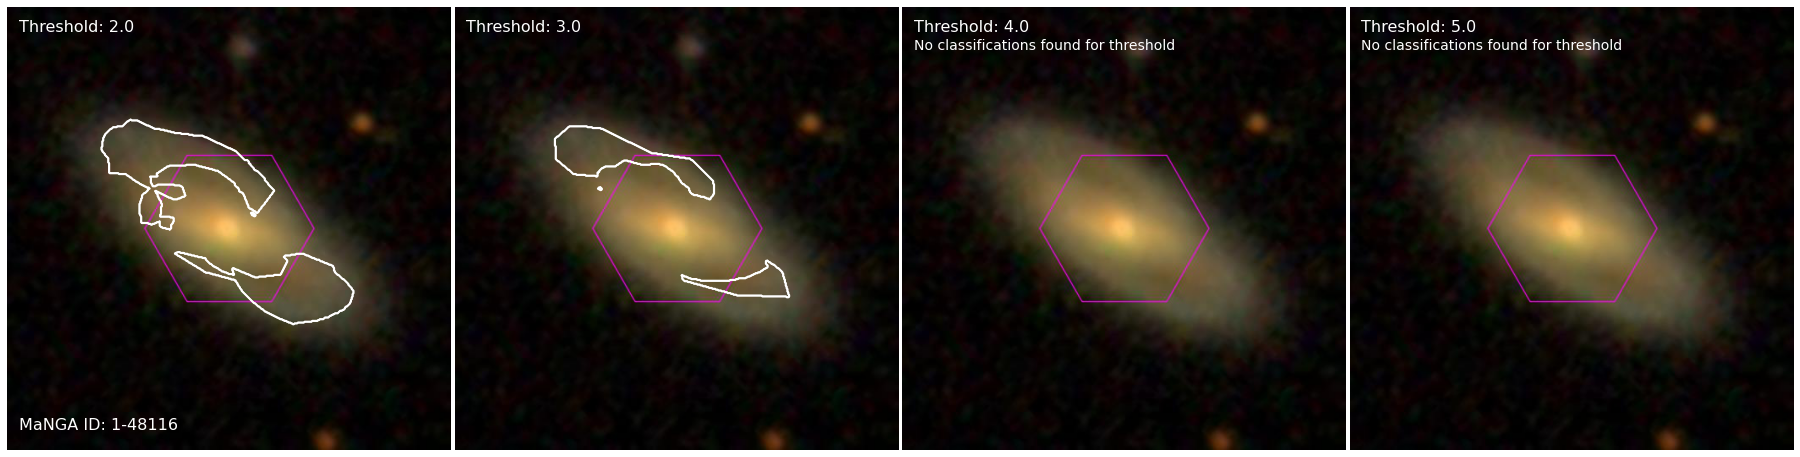 Threshold: 2.0
MaNGA ID: 1-48116
Threshold: 3.0
Threshold: 4.0
No classifications found for threshold
Threshold: 5.0
No classifications found for threshold